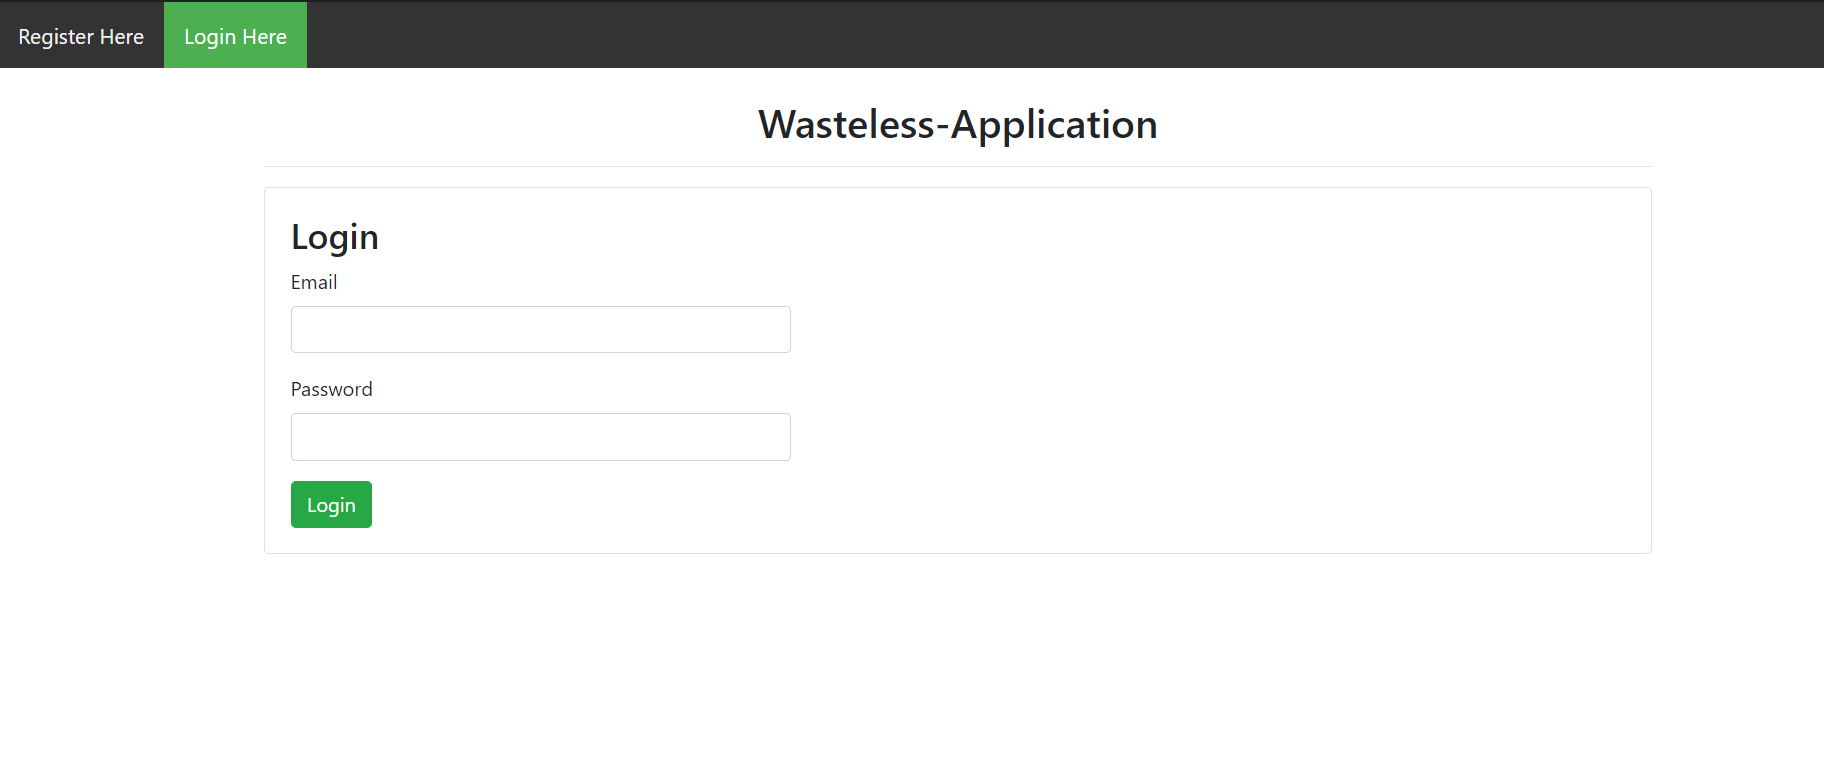 Register Here Login Here
Wasteless-Application
Login
Email
Password
Login